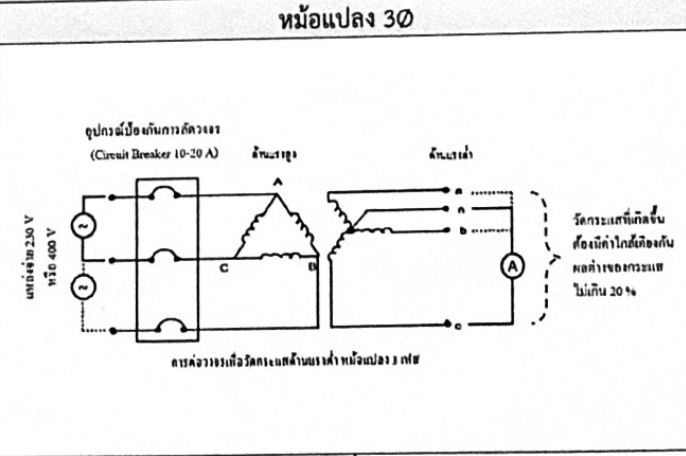 หม้อแปลง 3Ø
อุปกรณ์ป้องกันการลัดวงจร
(Circuit Breaker 10-20 A)
ด้านแรงสูง
ด้านแรงต่ำ
แหล่งจ่าย 230 V
หรือ 400 V
~
~
A
C
B
a
n
b
c
A
วัดกระแสที่เกิดขึ้น
ต้องมีค่าใกล้เคียงกัน
ผลต่างของกระแส
ไม่เกิน 20 %
การต่อวงจรเพื่อวัดกระแสด้านแรงต่ำ หม้อแปลง 3 เฟส